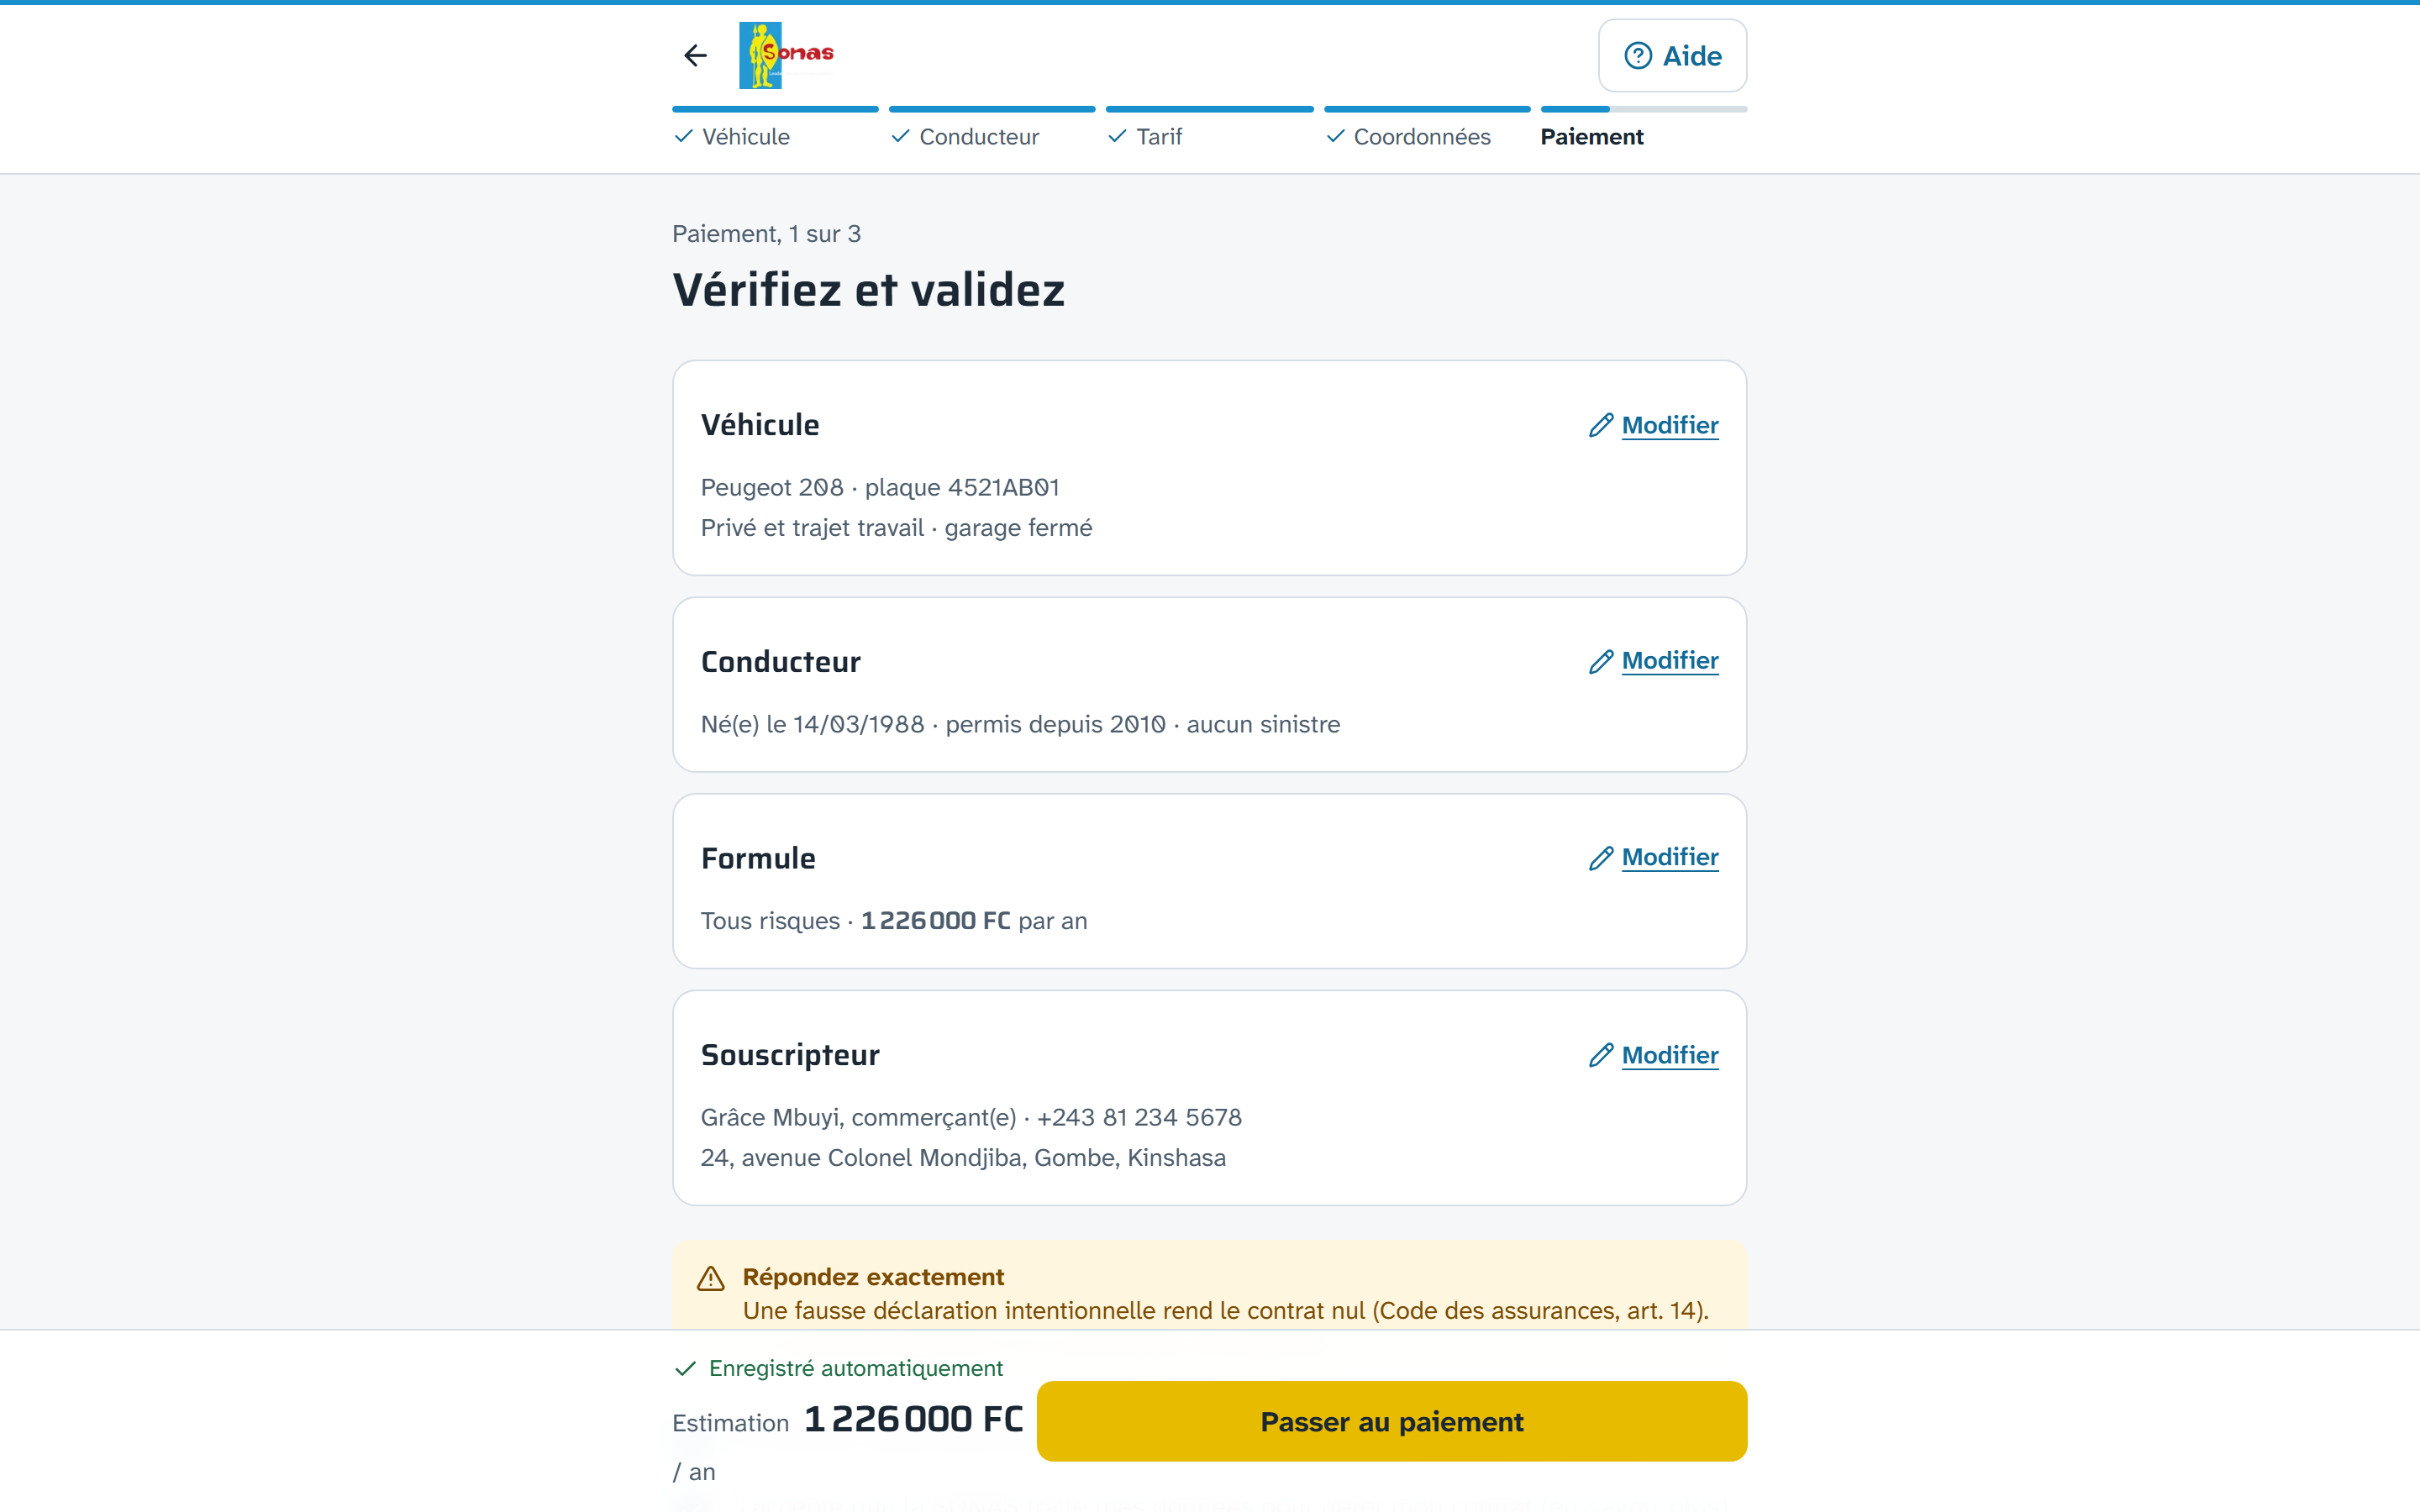 Sonas
Aide
Véhicule
Conducteur
Tarif
Coordonnées
Paiement
Paiement, 1 sur 3
Vérifiez et validez
Véhicule
Modifier
Peugeot 208 · plaque 4521AB01
Privé et trajet travail · garage fermé
Conducteur
Modifier
Né(e) le 14/03/1988 · permis depuis 2010 · aucun sinistre
Formule
Modifier
Tous risques · 1 226 000 FC par an
Souscripteur
Modifier
Grâce Mbuyi, commerçant(e) · +243 81 234 5678
24, avenue Colonel Mondjiba, Gombe, Kinshasa
Répondez exactement
Une fausse déclaration intentionnelle rend le contrat nul (Code des assurances, art. 14).
Enregistré automatiquement
Estimation 1 226 000 FC
/ an
Passer au paiement